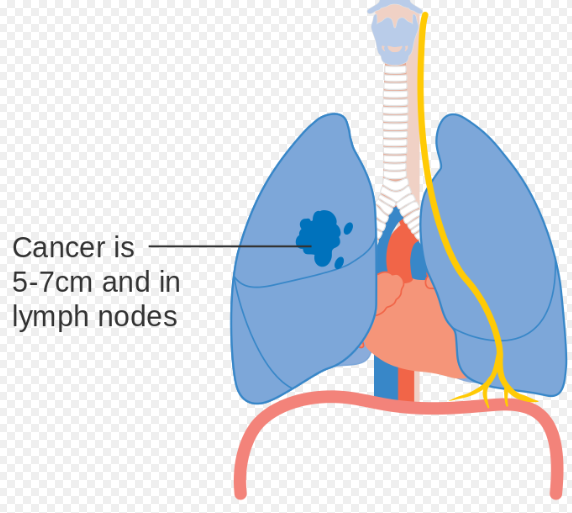 Cancer is
5-7cm and in
lymph nodes